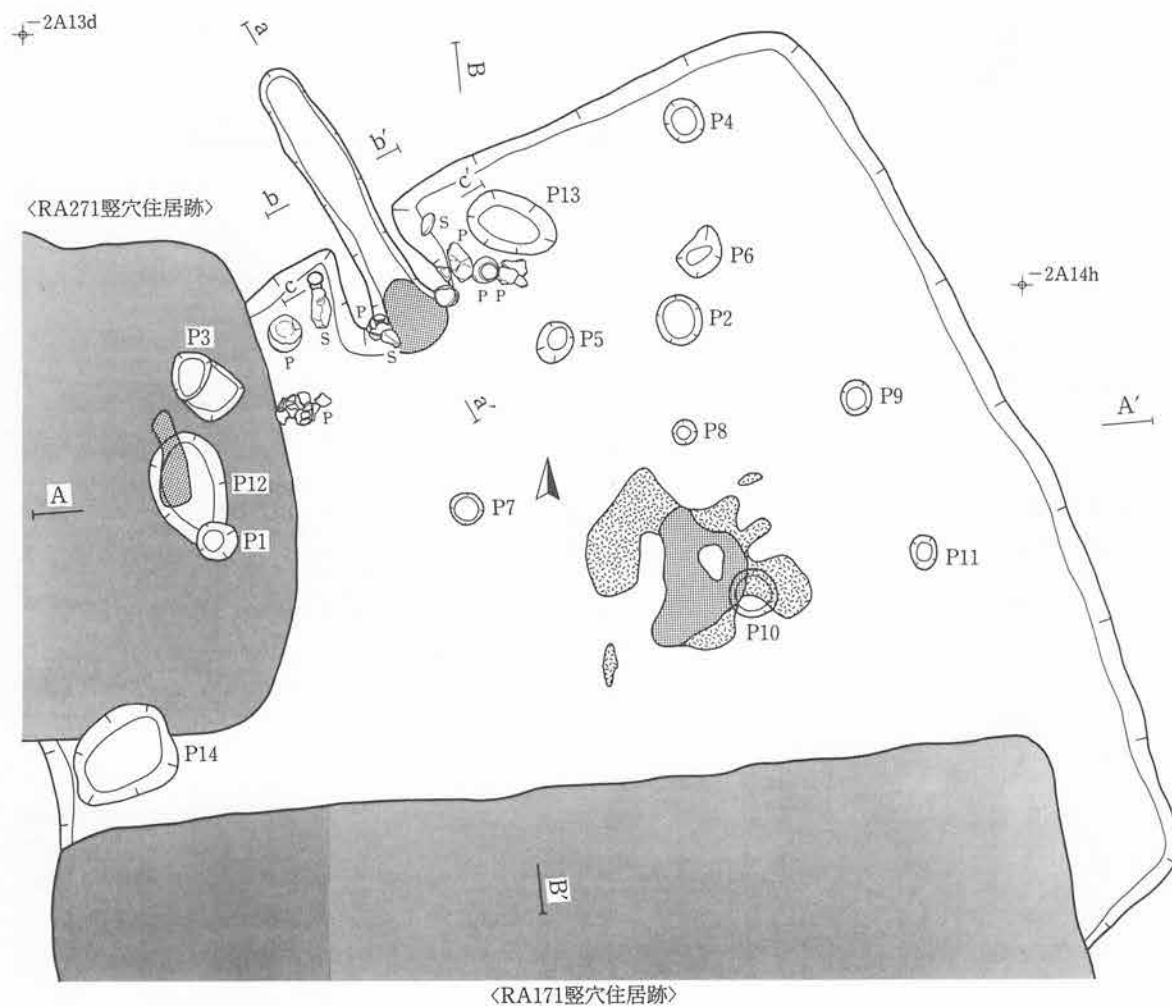 -2A13d
a
B
P4
b'
c'
P13
b
<RA271竪穴住居跡>
S
P
P6
-2A14h
c
P P
P2
P
S
P
S
P5
P3
P
a'
P9
A'
P8
P12
A
P7
P1
P11
P10
P14
B'
<RA171竪穴住居跡>